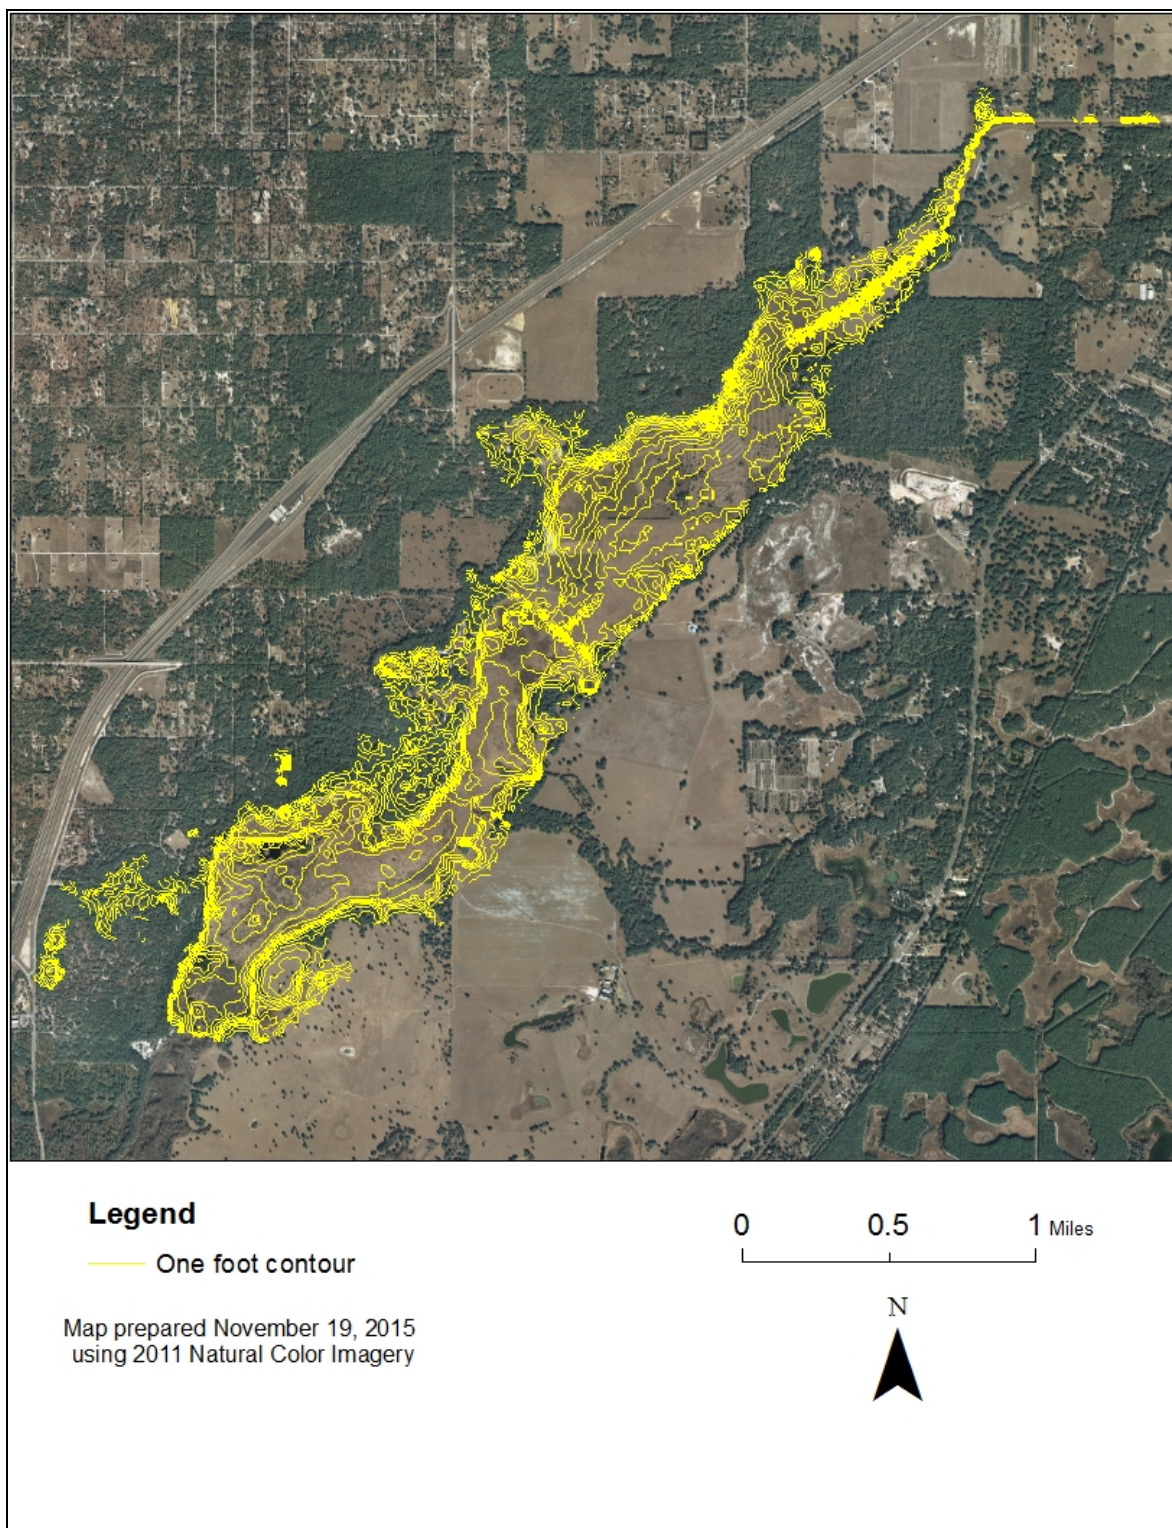 Legend
One foot contour
Map prepared November 19, 2015
using 2011 Natural Color Imagery
0 0.5 1 Miles
N